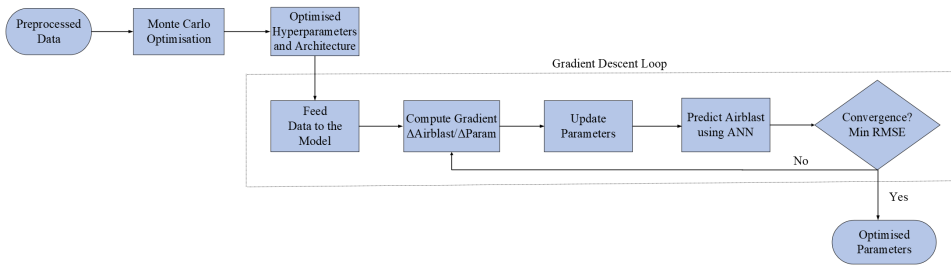 Preprocessed
Data
Monte Carlo
Optimisation
Optimised
Hyperparameters
and Architecture
Gradient Descent Loop
Feed
Data to the
Model
Compute Gradient
ΔAirblast/ΔParam
Update
Parameters
Predict Airblast
using ANN
Convergence?
Min RMSE
No
Yes
Optimised
Parameters